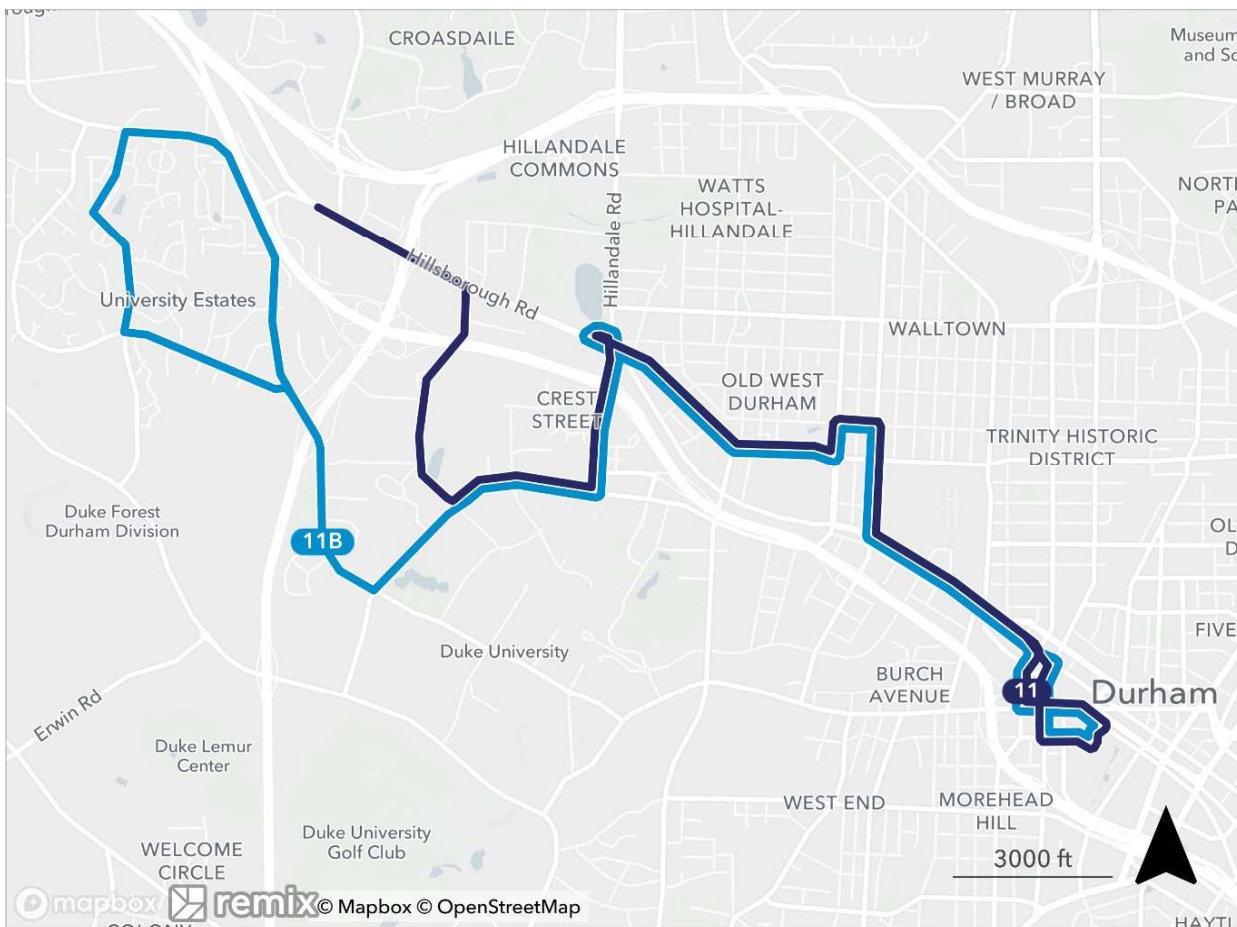 CROASDAILE
Museum
and Sc
WEST MURRAY
/ BROAD
HILLANDALE
COMMONS
WATTS
HOSPITAL-
HILLANDALE
NORT
PA
Hillandale Rd
Hillsborough Rd
University Estates
WALLTOWN
OLD WEST
DURHAM
CREST
STREET
TRINITY HISTORIC
DISTRICT
Duke Forest
Durham Division
OL
D
11B
FIVE
Duke University
BURCH
AVENUE
11
Durham
Erwin Rd
Duke Lemur
Center
WEST END
MOREHEAD
HILL
Duke University
Golf Club
WELCOME
CIRCLE
3000 ft
mapbox
remix
© Mapbox © OpenStreetMap
HAYTI